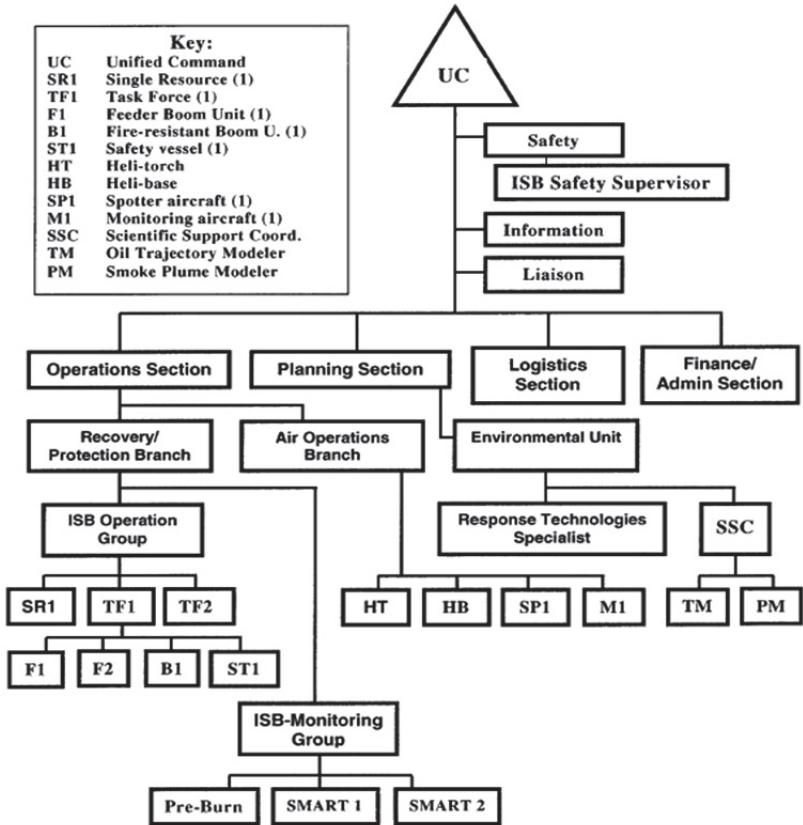 Key:
UC Unified Command
SR1 Single Resource (1)
TF1 Task Force (1)
F1 Feeder Boom Unit (1)
B1 Fire-resistant Boom U. (1)
ST1 Safety vessel (1)
HT Heli-torch
HB Heli-base
SP1 Spotter aircraft (1)
M1 Monitoring aircraft (1)
SSC Scientific Support Coord.
TM Oil Trajectory Modeler
PM Smoke Plume Modeler
UC
Safety
ISB Safety Supervisor
Information
Liaison
Operations Section
Planning Section
Logistics
Section
Finance/
Admin Section
Recovery/
Protection Branch
Air Operations
Branch
Environmental Unit
ISB Operation
Group
Response Technologies
Specialist
SSC
SR1
TF1
TF2
HT
HB
SP1
M1
TM
PM
F1
F2
B1
ST1
ISB-Monitoring
Group
Pre-Burn
SMART 1
SMART 2